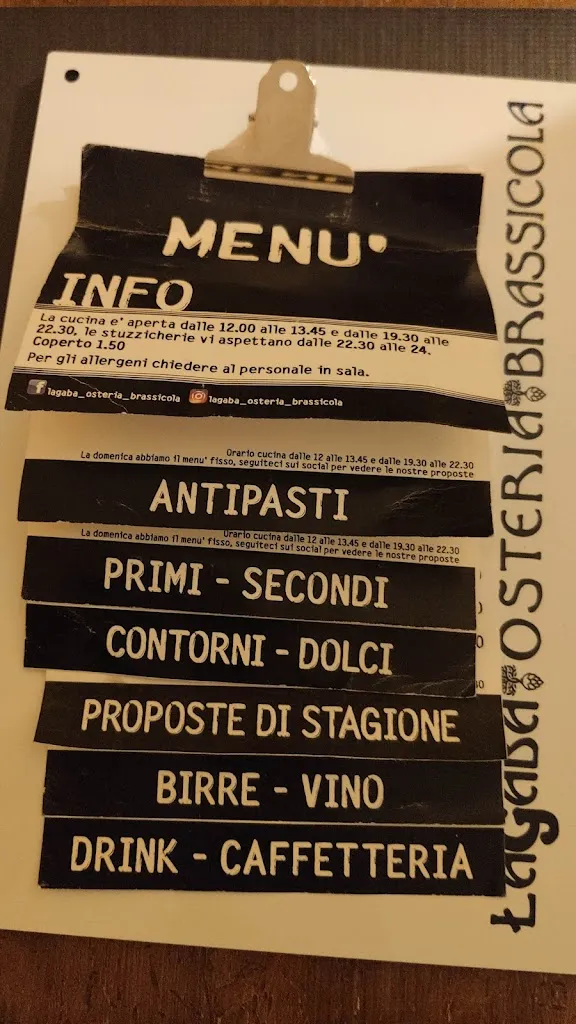 MENU'
INFO
La cucina e' aperta dalle 12.00 alle 13.45 e dalle 19.30 alle
22.30, le stuzzicherie vi aspettano dalle 22.30 alle 24.
Coperto 1.50
Per gli allergeni chiedere al personale in sala.
lagaba_osteria_brassicola lagaba_osteria_brassicola
Orario cucina dalle 12 alle 13.45 e dalle 19.30 alle 22.30
La domenica abbiamo il menu' fisso, seguiteci sui social per vedere le nostre proposte
ANTIPASTI
Orario cucina dalle 12 alle 13.45 e dalle 19.30 alle 22.30
La domenica abbiamo il menu' fisso, seguiteci sui social per vedere le nostre proposte
PRIMI - SECONDI
CONTORNI - DOLCI
PROPOSTE DI STAGIONE
BIRRE - VINO
DRINK - CAFFETTERIA
LaGaBa OSTERIA BRASSICOLA